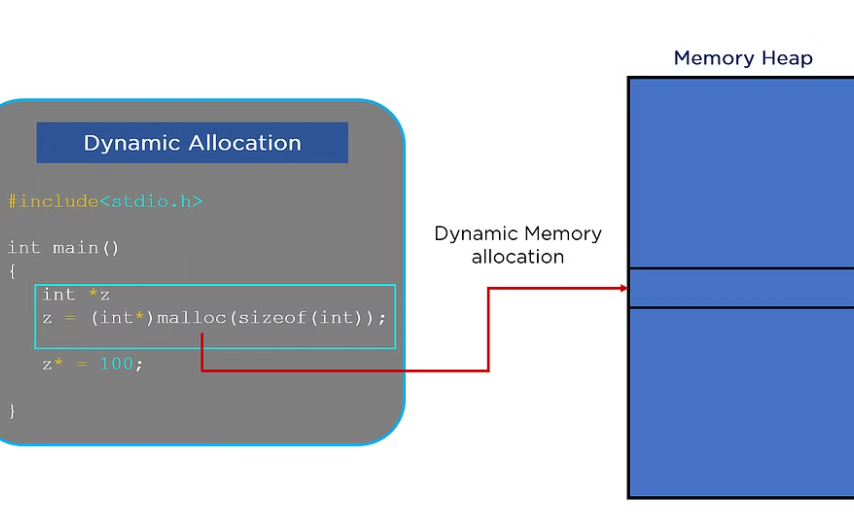 Memory Heap
Dynamic Allocation
#include<stdio.h>
int main()
{
int *z
z = (int*)malloc(sizeof(int));
z* = 100;
}
Dynamic Memory
allocation